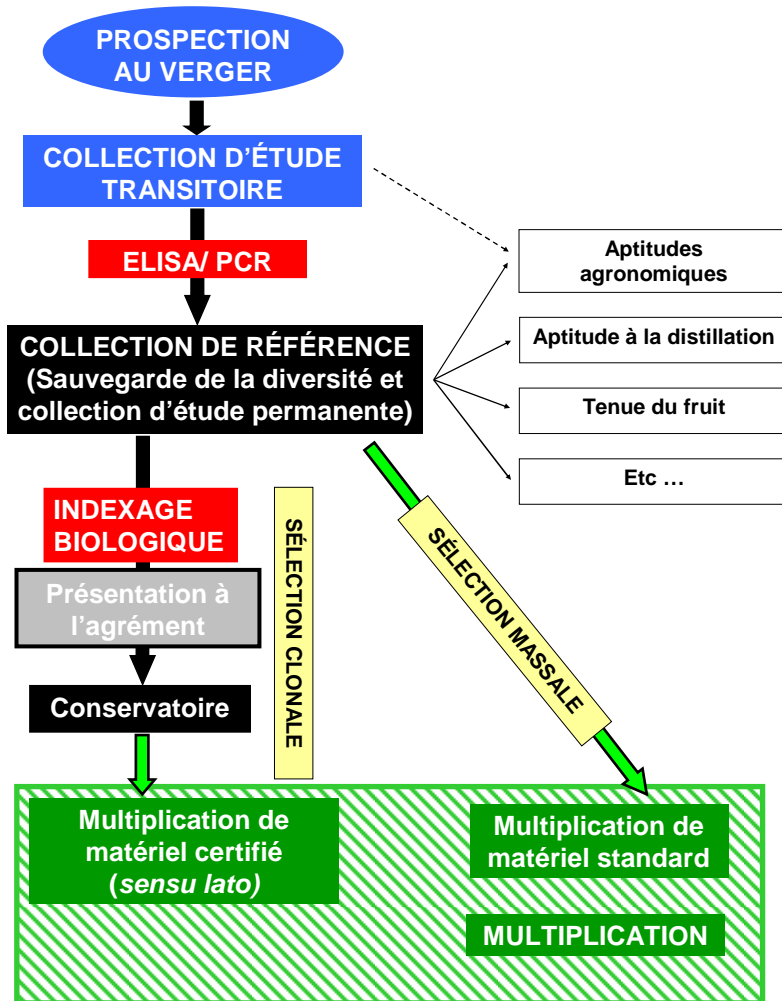 PROSPECTION
AU VERGER
COLLECTION D'ÉTUDE
TRANSITOIRE
ELISA/ PCR
COLLECTION DE RÉFÉRENCE
(Sauvegarde de la diversité et
collection d'étude permanente)
Aptitudes
agronomiques
Aptitude à la distillation
Tenue du fruit
Etc …
INDEXAGE
BIOLOGIQUE
Présentation à
l'agrément
Conservatoire
SÉLECTION CLONALE
SÉLECTION MASSALE
Multiplication de
matériel certifié
(sensu lato)
Multiplication de
matériel standard
MULTIPLICATION